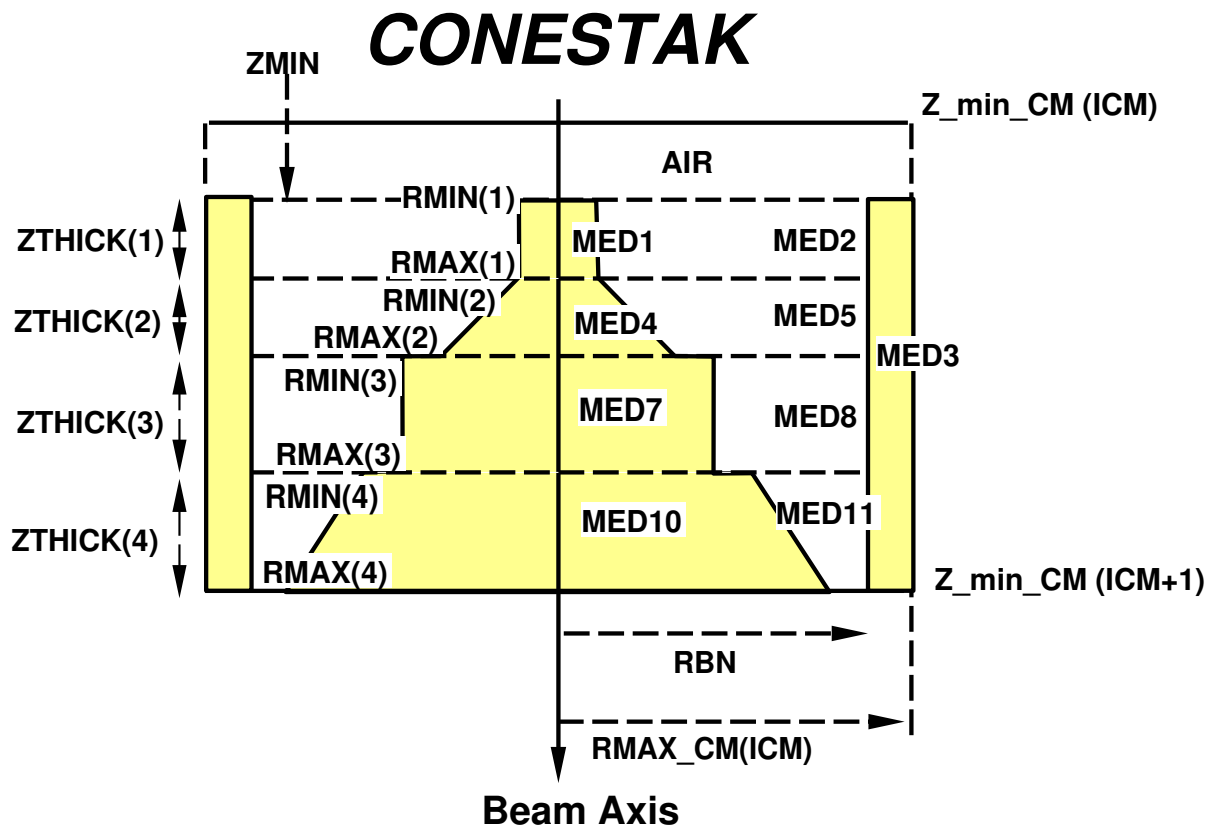 CONESTAK
ZMIN
Z_min_CM (ICM)
AIR
RMIN(1)
ZTHICK(1)
MED1
MED2
RMAX(1)
RMIN(2)
ZTHICK(2)
MED4
MED5
RMAX(2)
MED3
RMIN(3)
ZTHICK(3)
MED7
MED8
RMAX(3)
RMIN(4)
MED10
MED11
ZTHICK(4)
RMAX(4)
Z_min_CM (ICM+1)
RBN
RMAX_CM(ICM)
Beam Axis